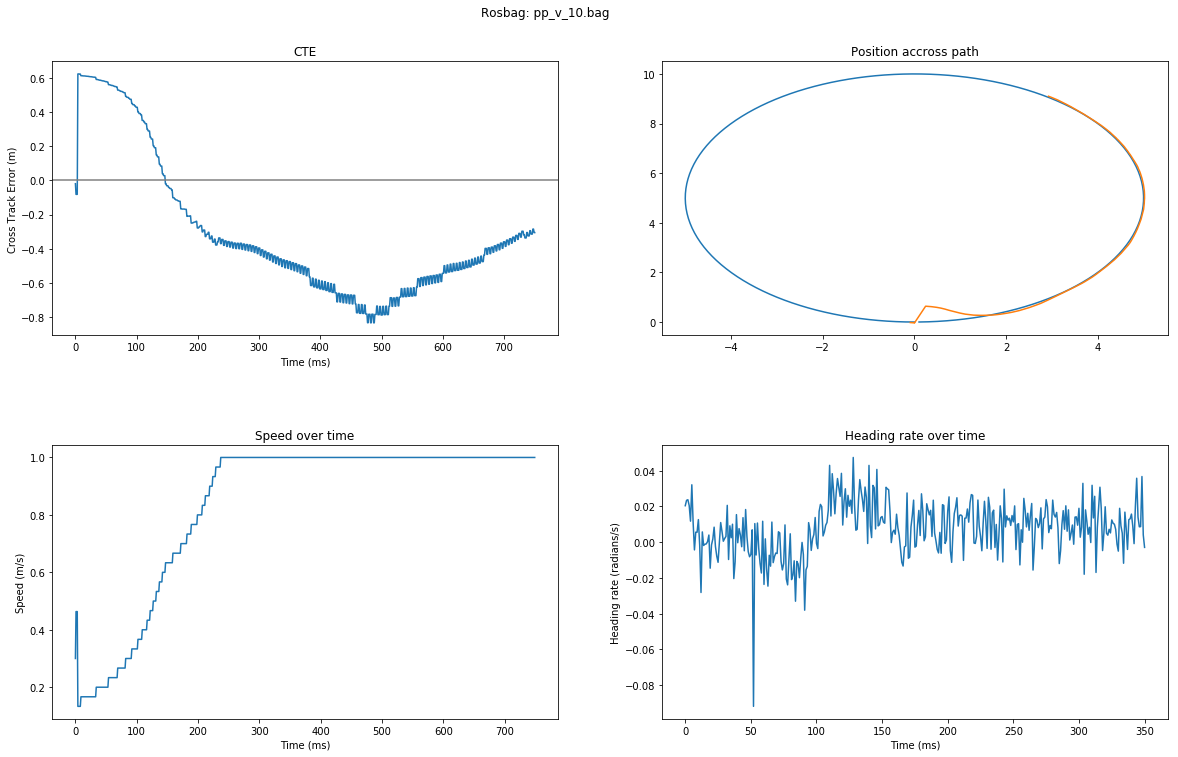 Rosbag: pp_v_10.bag
CTE
Cross Track Error (m)
0.6
0.4
0.2
0.0
−0.2
−0.4
−0.6
−0.8
0 100 200 300 400 500 600 700
Time (ms)
Position accross path
10
8
6
4
2
0
−4 −2 0 2 4
Speed over time
Speed (m/s)
1.0
0.8
0.6
0.4
0.2
0 100 200 300 400 500 600 700
Time (ms)
Heading rate over time
Heading rate (radians/s)
0.04
0.02
0.00
−0.02
−0.04
−0.06
−0.08
0 50 100 150 200 250 300 350
Time (ms)